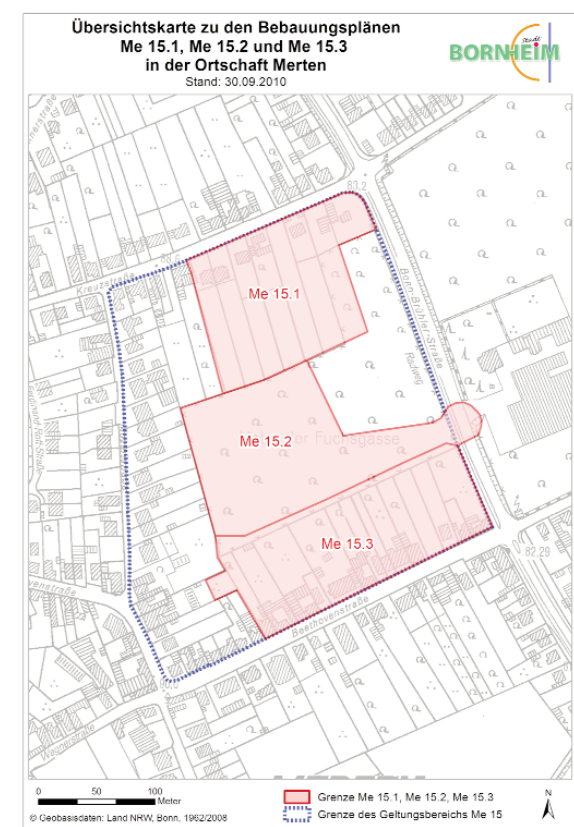 Übersichtskarte zu den Bebauungsplänen
Me 15.1, Me 15.2 und Me 15.3
in der Ortschaft Merten
Stand: 30.09.2010
Stadt
BORNHEIM
83,2
Kreuzstraße
Me 15.1
Bonn-Brühler-Straße
Radweg
Me 15.2
Fuchsgasse
Me 15.3
82,29
Beethovenstraße
Wagnerstraße
0 50 100
Meter
© Geobasisdaten: Land NRW, Bonn, 1962/2008
Grenze Me 15.1, Me 15.2, Me 15.3
Grenze des Geltungsbereichs Me 15
N